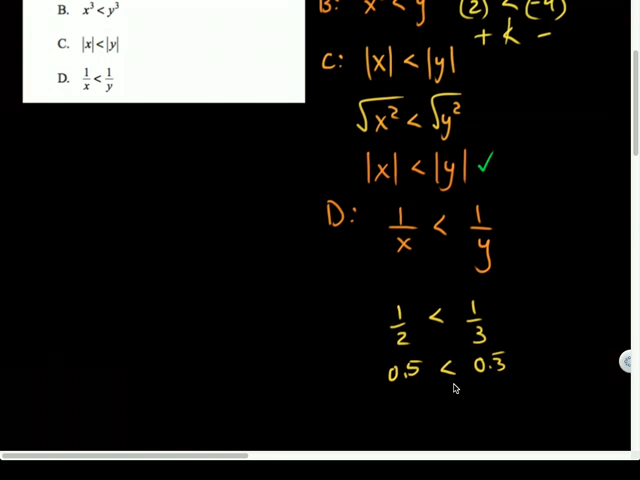 B. x³ < y³
C. |x| < |y|
D. 1/x < 1/y
(2) < (-4)
+ k -
C: |x| < |y|
√x² < √y²
|x| < |y| ✓
D: 1/x < 1/y
1/2 < 1/3
0.5 < 0.3̅